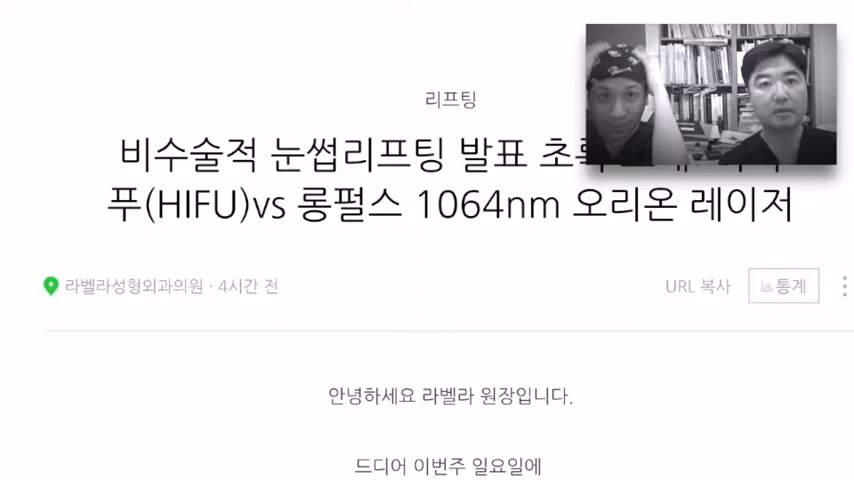 리프팅
비수술적 눈썹리프팅 발표
푸(HIFU)vs 롱펄스 1064nm 오리온 레이저
라벨라성형외과의원 · 4시간 전
URL 복사
통계
안녕하세요 라벨라 원장입니다.
드디어 이번주 일요일에